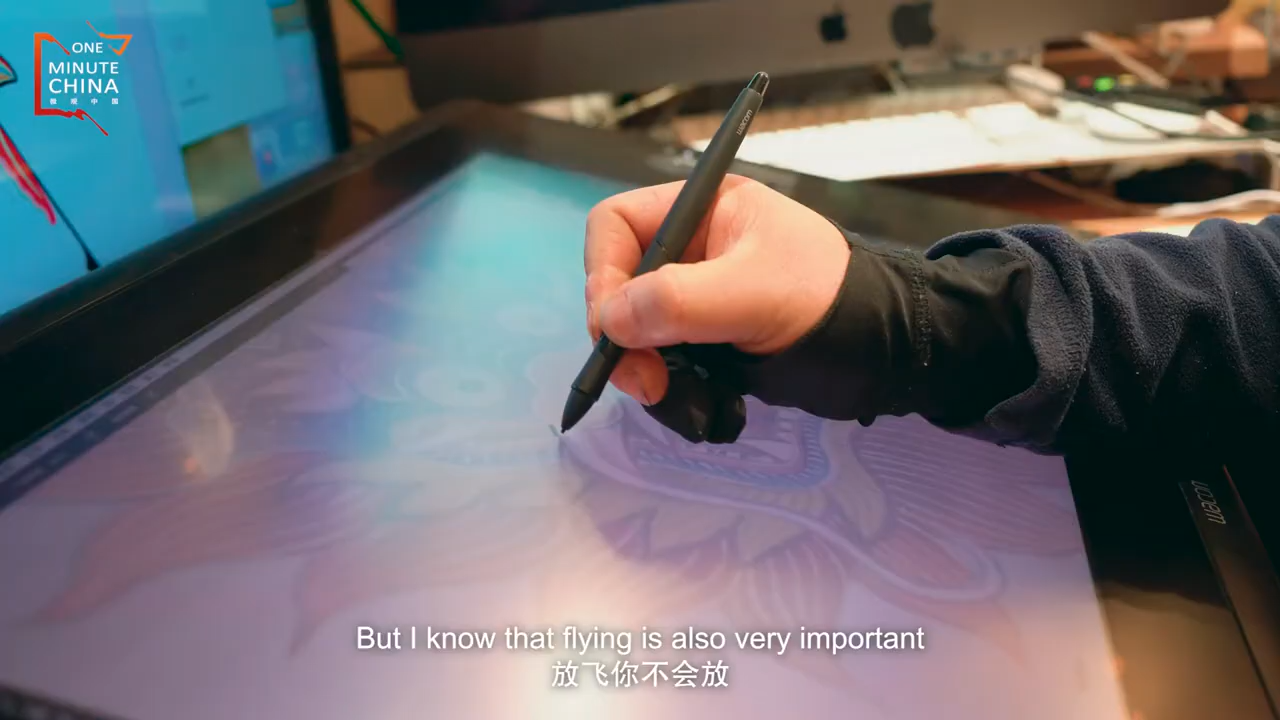 ONE
MINUTE
CHINA
微观中国
wacom
wacom
But I know that flying is also very important
放飞你不会放